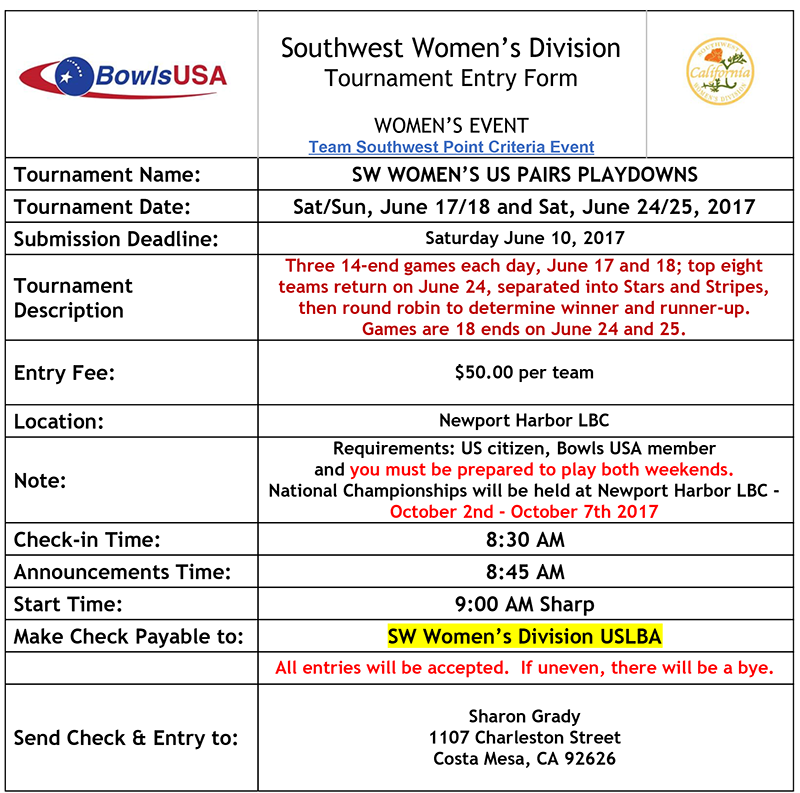 BowlsUSA
Southwest Women's Division
Tournament Entry Form
WOMEN'S EVENT
Team Southwest Point Criteria Event
SOUTHWEST
California
WOMEN'S DIVISION
Tournament Name:
SW WOMEN'S US PAIRS PLAYDOWNS
Tournament Date:
Sat/Sun, June 17/18 and Sat, June 24/25, 2017
Submission Deadline:
Saturday June 10, 2017
Tournament
Description
Three 14-end games each day, June 17 and 18; top eight
teams return on June 24, separated into Stars and Stripes,
then round robin to determine winner and runner-up.
Games are 18 ends on June 24 and 25.
Entry Fee:
$50.00 per team
Location:
Newport Harbor LBC
Note:
Requirements: US citizen, Bowls USA member
and you must be prepared to play both weekends.
National Championships will be held at Newport Harbor LBC -
October 2nd - October 7th 2017
Check-in Time:
8:30 AM
Announcements Time:
8:45 AM
Start Time:
9:00 AM Sharp
Make Check Payable to:
SW Women's Division USLBA
All entries will be accepted.  If uneven, there will be a bye.
Send Check & Entry to:
Sharon Grady
1107 Charleston Street
Costa Mesa, CA 92626